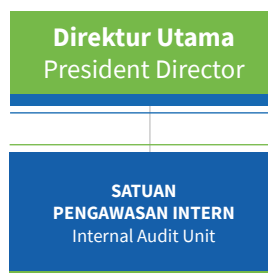 Direktur Utama
President Director
SATUAN
PENGAWASAN INTERN
Internal Audit Unit